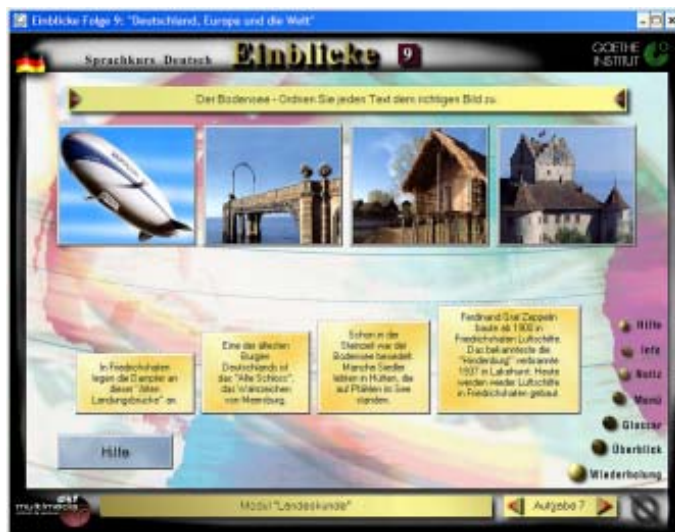 Einblicke Folge 9: "Deutschland, Europa und die Welt"
Sprachkurs Deutsch Einblicke 9
GOETHE
INSTITUT
Der Bodensee - Ordnen Sie jeden Text dem richtigen Bild zu.
In Friedrichshafen
legen die Dampfer an
dieser "Alten
Landungsbrücke" an.
Eine der ältesten
Burgen
Deutschlands ist
das "Alte Schloss",
das Wahrzeichen
von Meersburg.
Schon in der
Steinzeit war der
Bodensee besiedelt.
Manche Siedler
lebten in Hütten, die
auf Pfählen im See
standen.
Ferdinand Graf Zeppelin
baute ab 1900 in
Friedrichshafen Luftschiffe.
Das bekannteste die
"Hindenburg" verbrannte
1937 in Lakehurst. Heute
werden wieder Luftschiffe
in Friedrichshafen gebaut.
Hilfe
Info
Notiz
Menü
Glossar
Überblick
Wiederholung
Hilfe
multimedia
Modul "Landeskunde"
Aufgabe 7